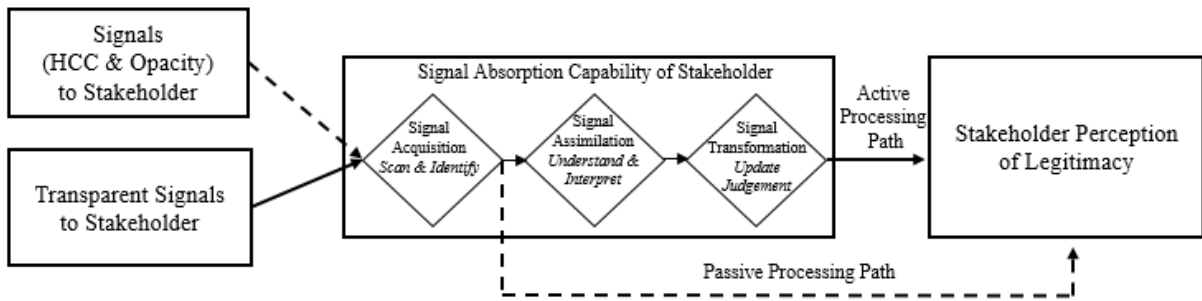 Signals
(HCC & Opacity)
to Stakeholder
Transparent Signals
to Stakeholder
Signal Absorption Capability of Stakeholder
Signal
Acquisition
Scan & Identify
Signal
Assimilation
Understand &
Interpret
Signal
Transformation
Update
Judgement
Active
Processing
Path
Stakeholder Perception
of Legitimacy
Passive Processing Path